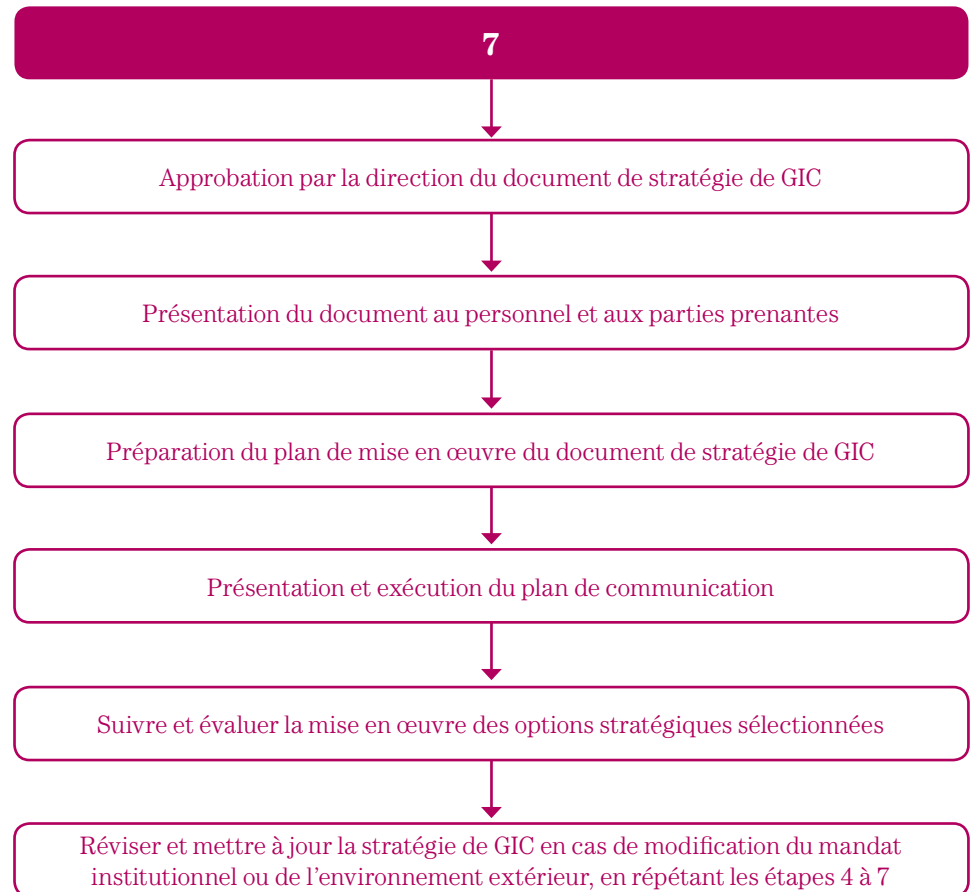 7
Approbation par la direction du document de stratégie de GIC
Présentation du document au personnel et aux parties prenantes
Préparation du plan de mise en œuvre du document de stratégie de GIC
Présentation et exécution du plan de communication
Suivre et évaluer la mise en œuvre des options stratégiques sélectionnées
Réviser et mettre à jour la stratégie de GIC en cas de modification du mandat
institutionnel ou de l’environnement extérieur, en répétant les étapes 4 à 7